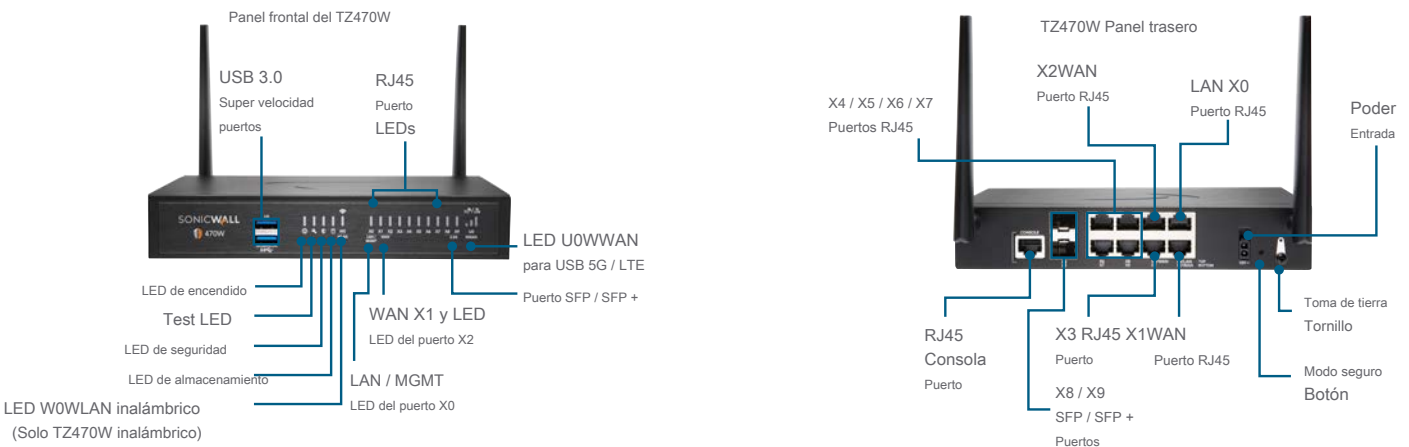 Panel frontal del TZ470W
USB 3.0
Super velocidad
puertos
RJ45
Puerto
LEDs
SONICWALL
470W
LED U0WWAN
para USB 5G / LTE
Puerto SFP / SFP +
LED de encendido
Test LED
LED de seguridad
LED de almacenamiento
LED W0WLAN inalámbrico
(Solo TZ470W inalámbrico)
WAN X1 y LED
LED del puerto X2
LAN / MGMT
LED del puerto X0
TZ470W Panel trasero
X4 / X5 / X6 / X7
Puertos RJ45
X2WAN
Puerto RJ45
LAN X0
Puerto RJ45
Poder
Entrada
CONSOLE
RJ45
Consola
Puerto
X3 RJ45 X1WAN
Puerto
Puerto RJ45
X8 / X9
SFP / SFP +
Puertos
Toma de tierra
Tornillo
Modo seguro
Botón